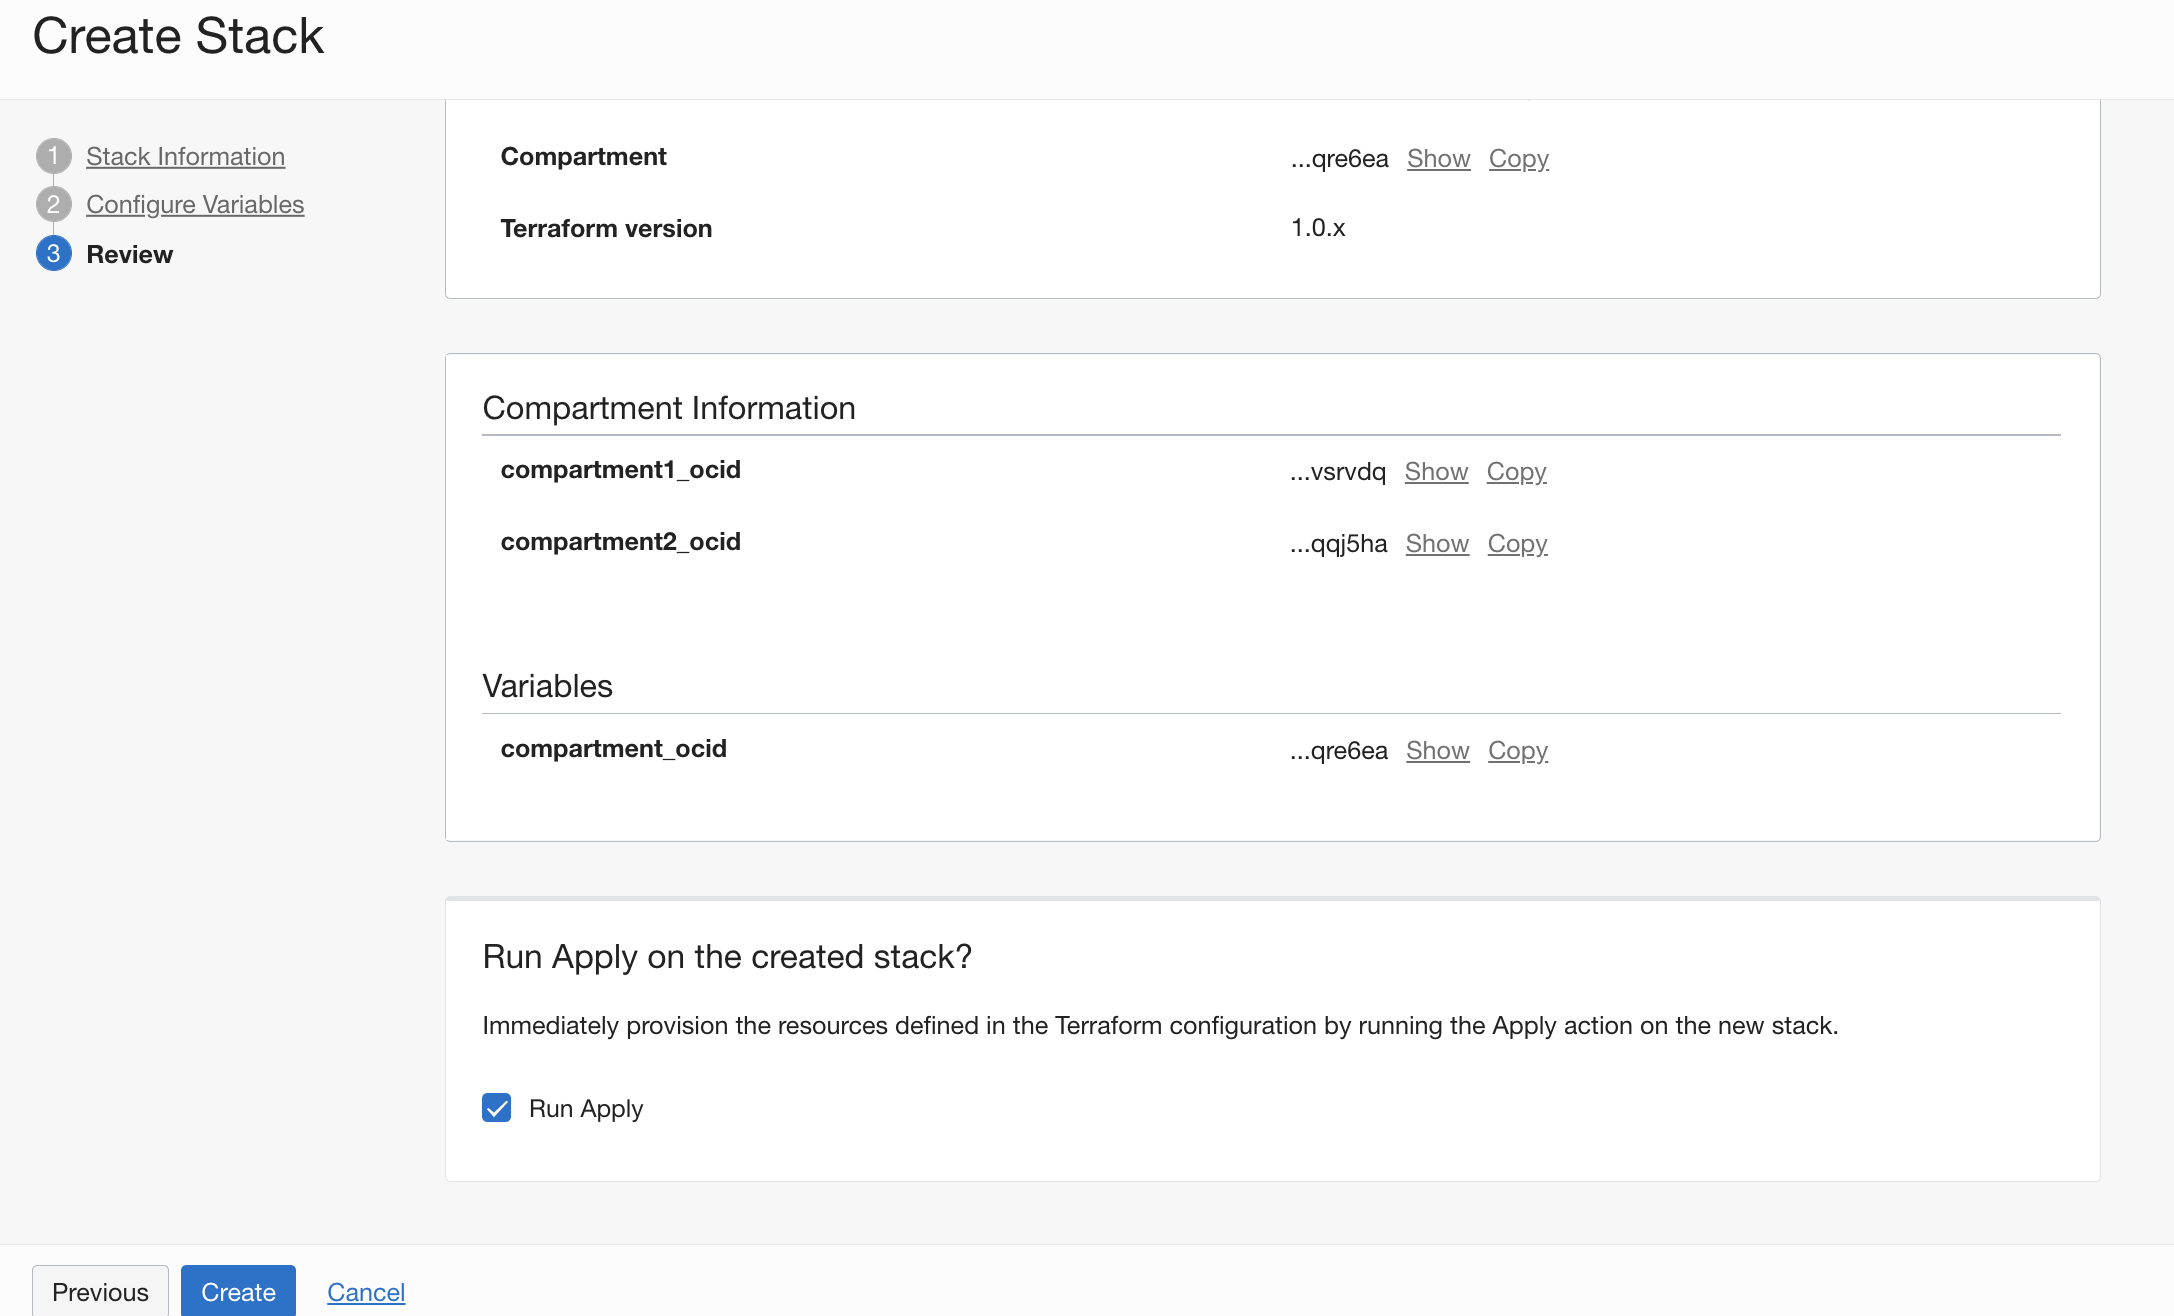 Create Stack
1 Stack Information
2 Configure Variables
3 Review
Compartment ...qre6ea Show Copy
Terraform version 1.0.x
Compartment Information
compartment1_ocid ...vsrvdq Show Copy
compartment2_ocid ...qqj5ha Show Copy
Variables
compartment_ocid ...qre6ea Show Copy
Run Apply on the created stack?
Immediately provision the resources defined in the Terraform configuration by running the Apply action on the new stack.
Run Apply
Previous Create Cancel